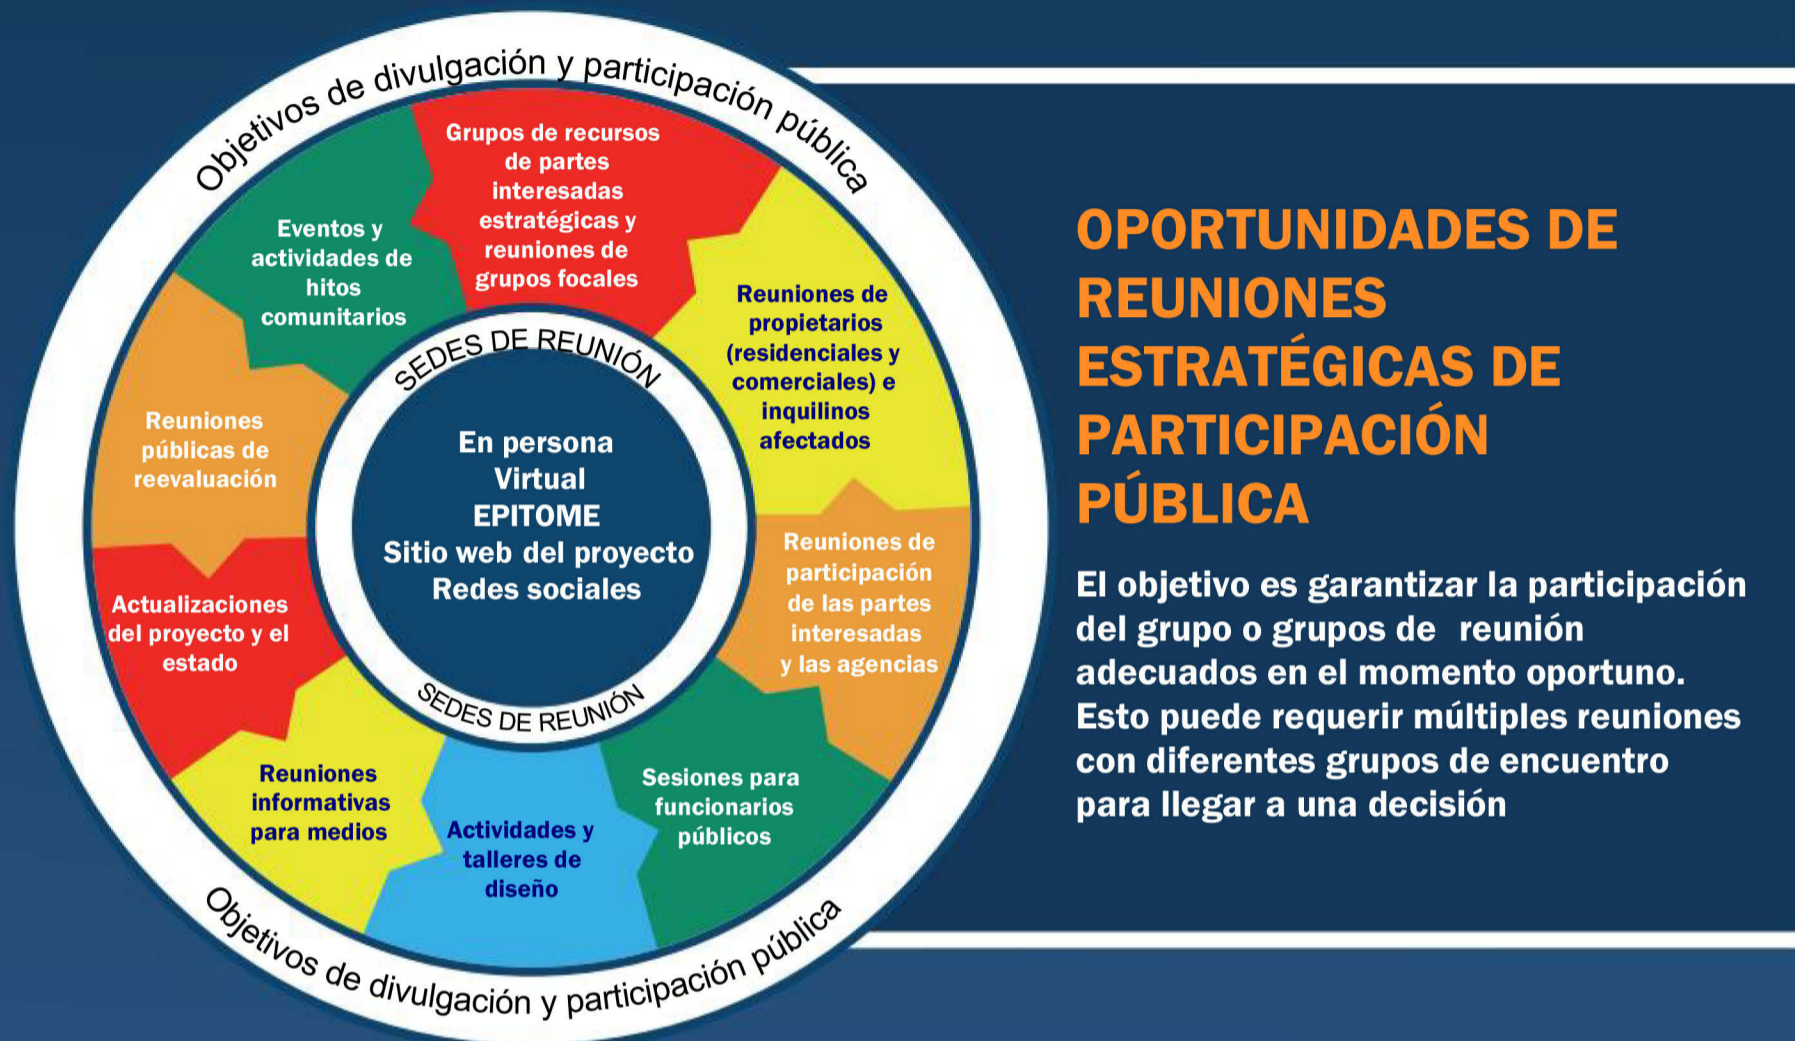 Objetivos de divulgación y participación pública
Grupos de recursos
de partes
interesadas
estratégicas y
reuniones de
grupos focales
Reuniones de
propietarios
(residenciales y
comerciales) e
inquilinos
afectados
Reuniones de
participación
de las partes
interesadas
y las agencias
Sesiones para
funcionarios
públicos
Actividades y
talleres de
diseño
Reuniones
informativas
para medios
Actualizaciones
del proyecto y el
estado
Reuniones
públicas de
reevaluación
Eventos y
actividades de
hitos
comunitarios
SEDES DE REUNIÓN
En persona
Virtual
EPITOME
Sitio web del proyecto
Redes sociales
SEDES DE REUNIÓN
Objetivos de divulgación y participación pública
OPORTUNIDADES DE
REUNIONES
ESTRATÉGICAS DE
PARTICIPACIÓN
PÚBLICA
El objetivo es garantizar la participación
del grupo o grupos de reunión
adecuados en el momento oportuno.
Esto puede requerir múltiples reuniones
con diferentes grupos de encuentro
para llegar a una decisión